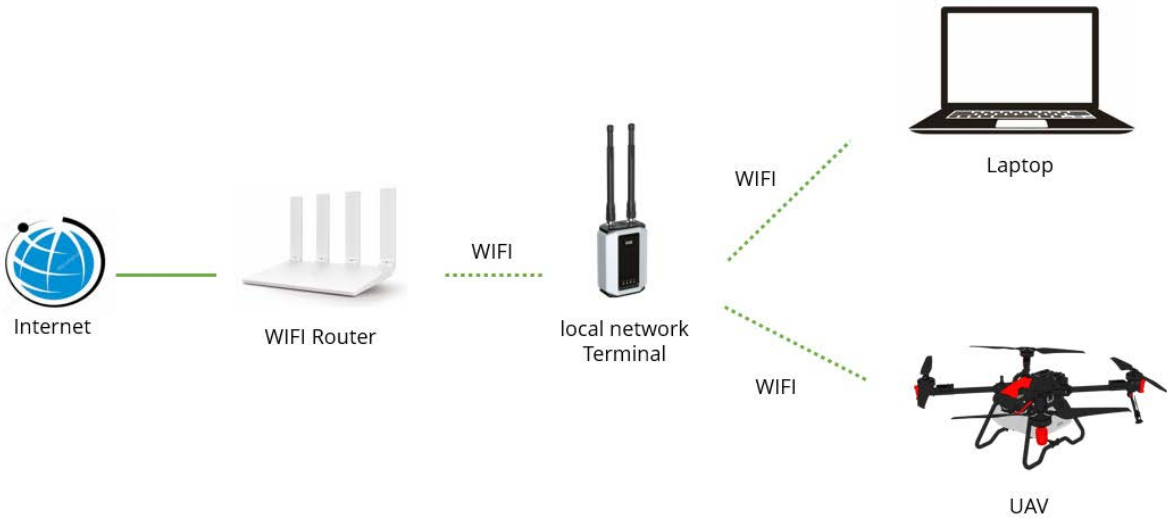 Internet
WIFI Router
WIFI
local network
Terminal
WIFI
Laptop
WIFI
UAV